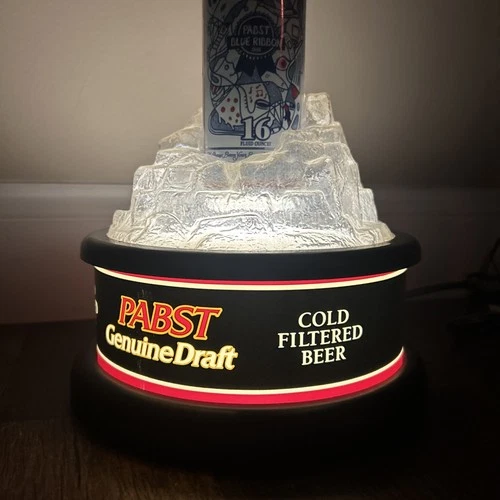 PABST
BLUE RIBBON
16
FLUID OUNCES
PABST
Genuine Draft
COLD
FILTERED
BEER